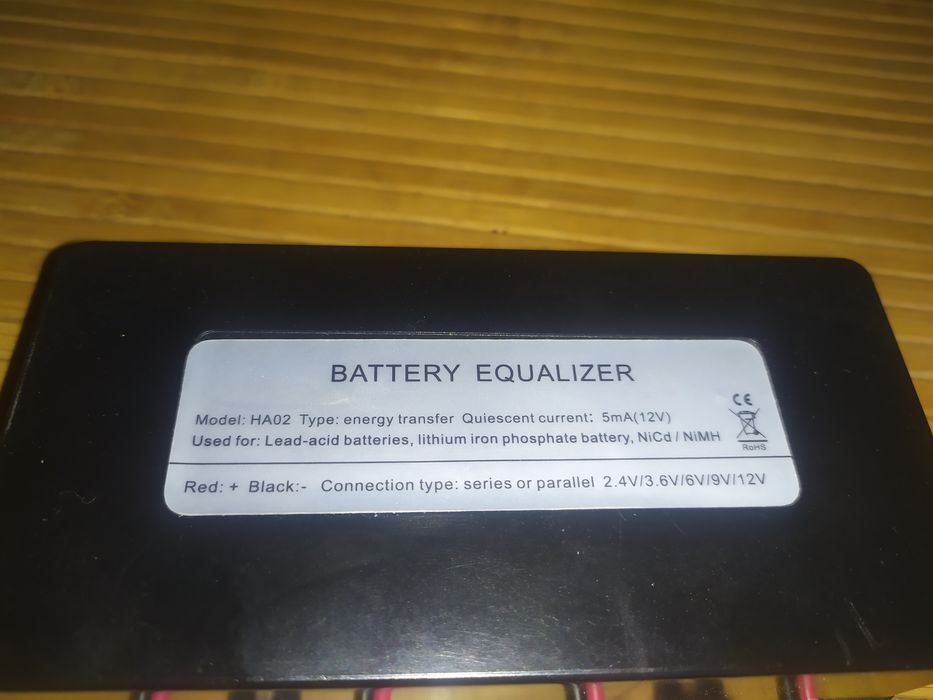 BATTERY EQUALIZER
Model: HA02 Type: energy transfer Quiescent current: 5mA(12V)
Used for: Lead-acid batteries, lithium iron phosphate battery, NiCd / NiMH
CE
RoHS
Red: + Black:- Connection type: series or parallel 2.4V/3.6V/6V/9V/12V